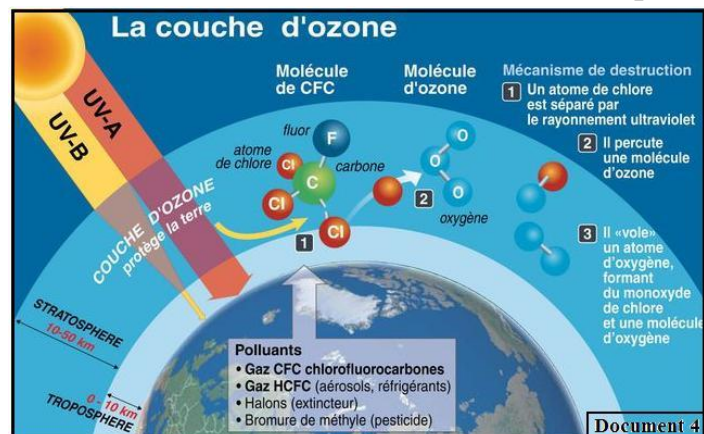 La couche d'ozone
UV-A
UV-B
COUCHE D'OZONE
protège la terre
STRATOSPHERE
10-50 km
0 - 10 km
TROPOSPHERE
Molécule
de CFC
fluor
F
atome
de chlore
Cl
carbone
C
Cl
Cl
1
Molécule
d'ozone
O
O
O
2
oxygène
Mécanisme de destruction
1 Un atome de chlore
est séparé par
le rayonnement ultraviolet
2 Il percute
une molécule
d'ozone
3 Il «vole»
un atome
d'oxygène,
formant
du monoxyde
de chlore
et une molécule
d'oxygène
Polluants
• Gaz CFC chlorofluorocarbones
• Gaz HCFC (aérosols, réfrigérants)
• Halons (extincteur)
• Bromure de méthyle (pesticide)
Document 4